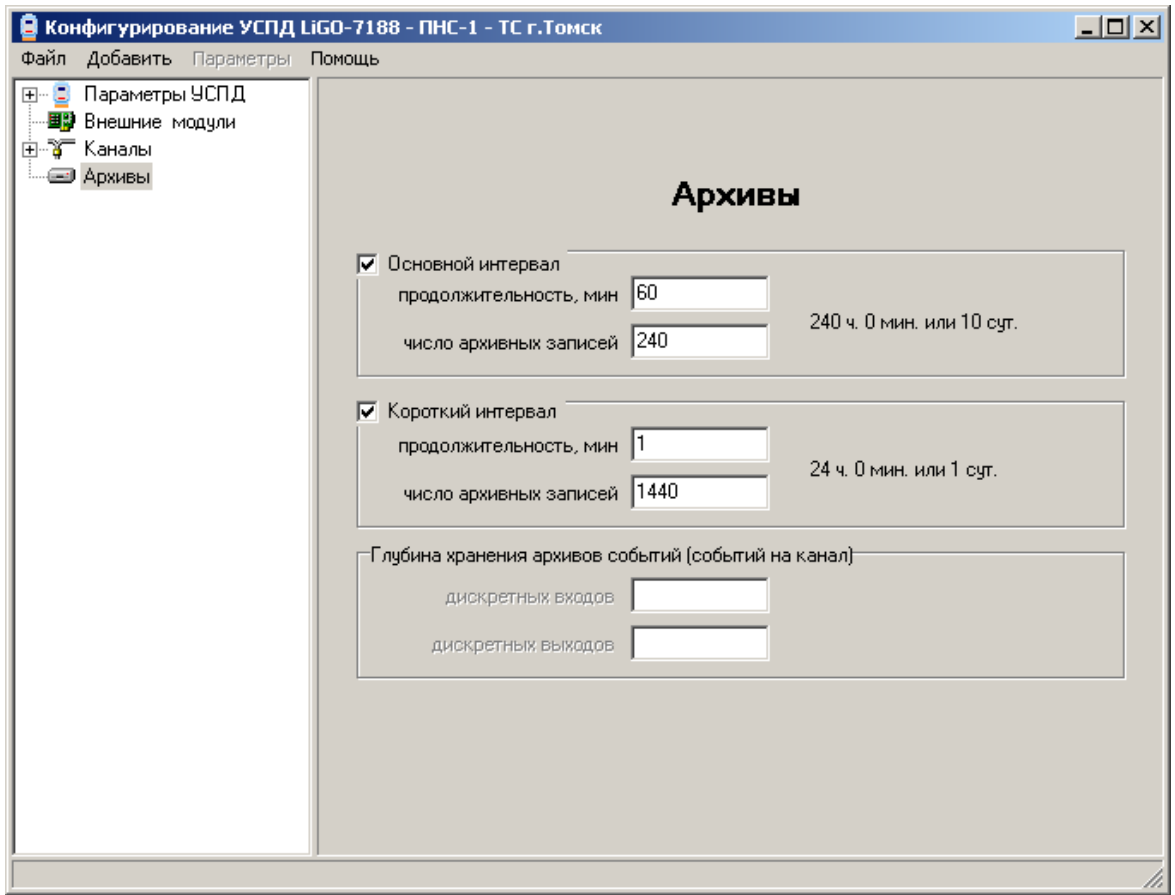 Конфигурирование УСПД LiGO-7188 - ПНС-1 - ТС г.Томск
Файл Добавить Параметры Помощь
Параметры УСПД
Внешние модули
Каналы
Архивы
Архивы
Основной интервал
продолжительность, мин 60
240 ч. 0 мин. или 10 сут.
число архивных записей 240
Короткий интервал
продолжительность, мин 1
24 ч. 0 мин. или 1 сут.
число архивных записей 1440
Глубина хранения архивов событий (событий на канал)
дискретных входов
дискретных выходов